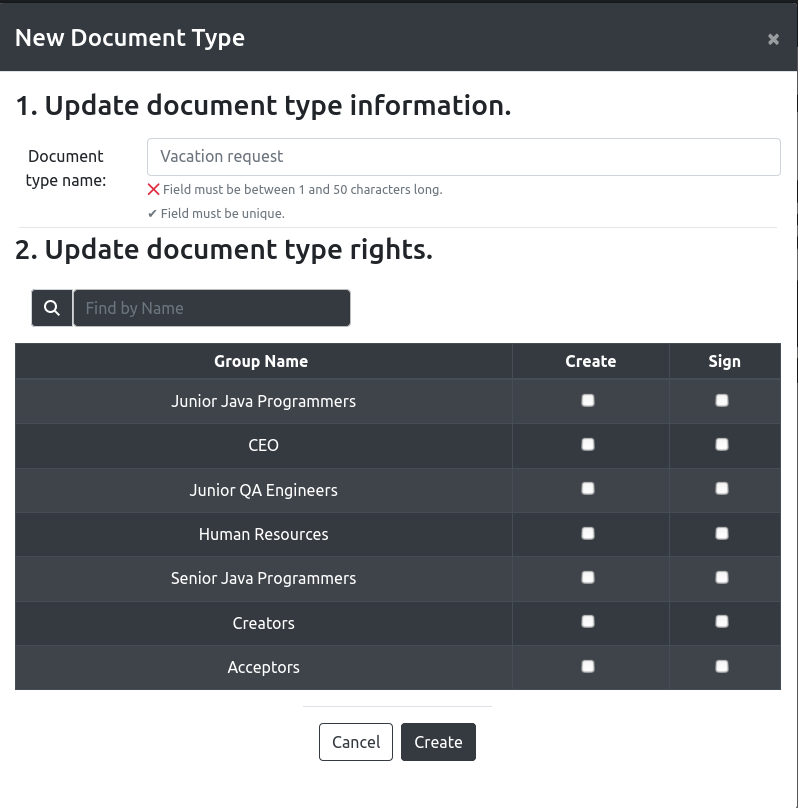 New Document Type
×
1. Update document type information.
Document
type name:
Vacation request
❌ Field must be between 1 and 50 characters long.
✔ Field must be unique.
2. Update document type rights.
Find by Name
Group Name Create Sign
Junior Java Programmers
CEO
Junior QA Engineers
Human Resources
Senior Java Programmers
Creators
Acceptors
Cancel Create